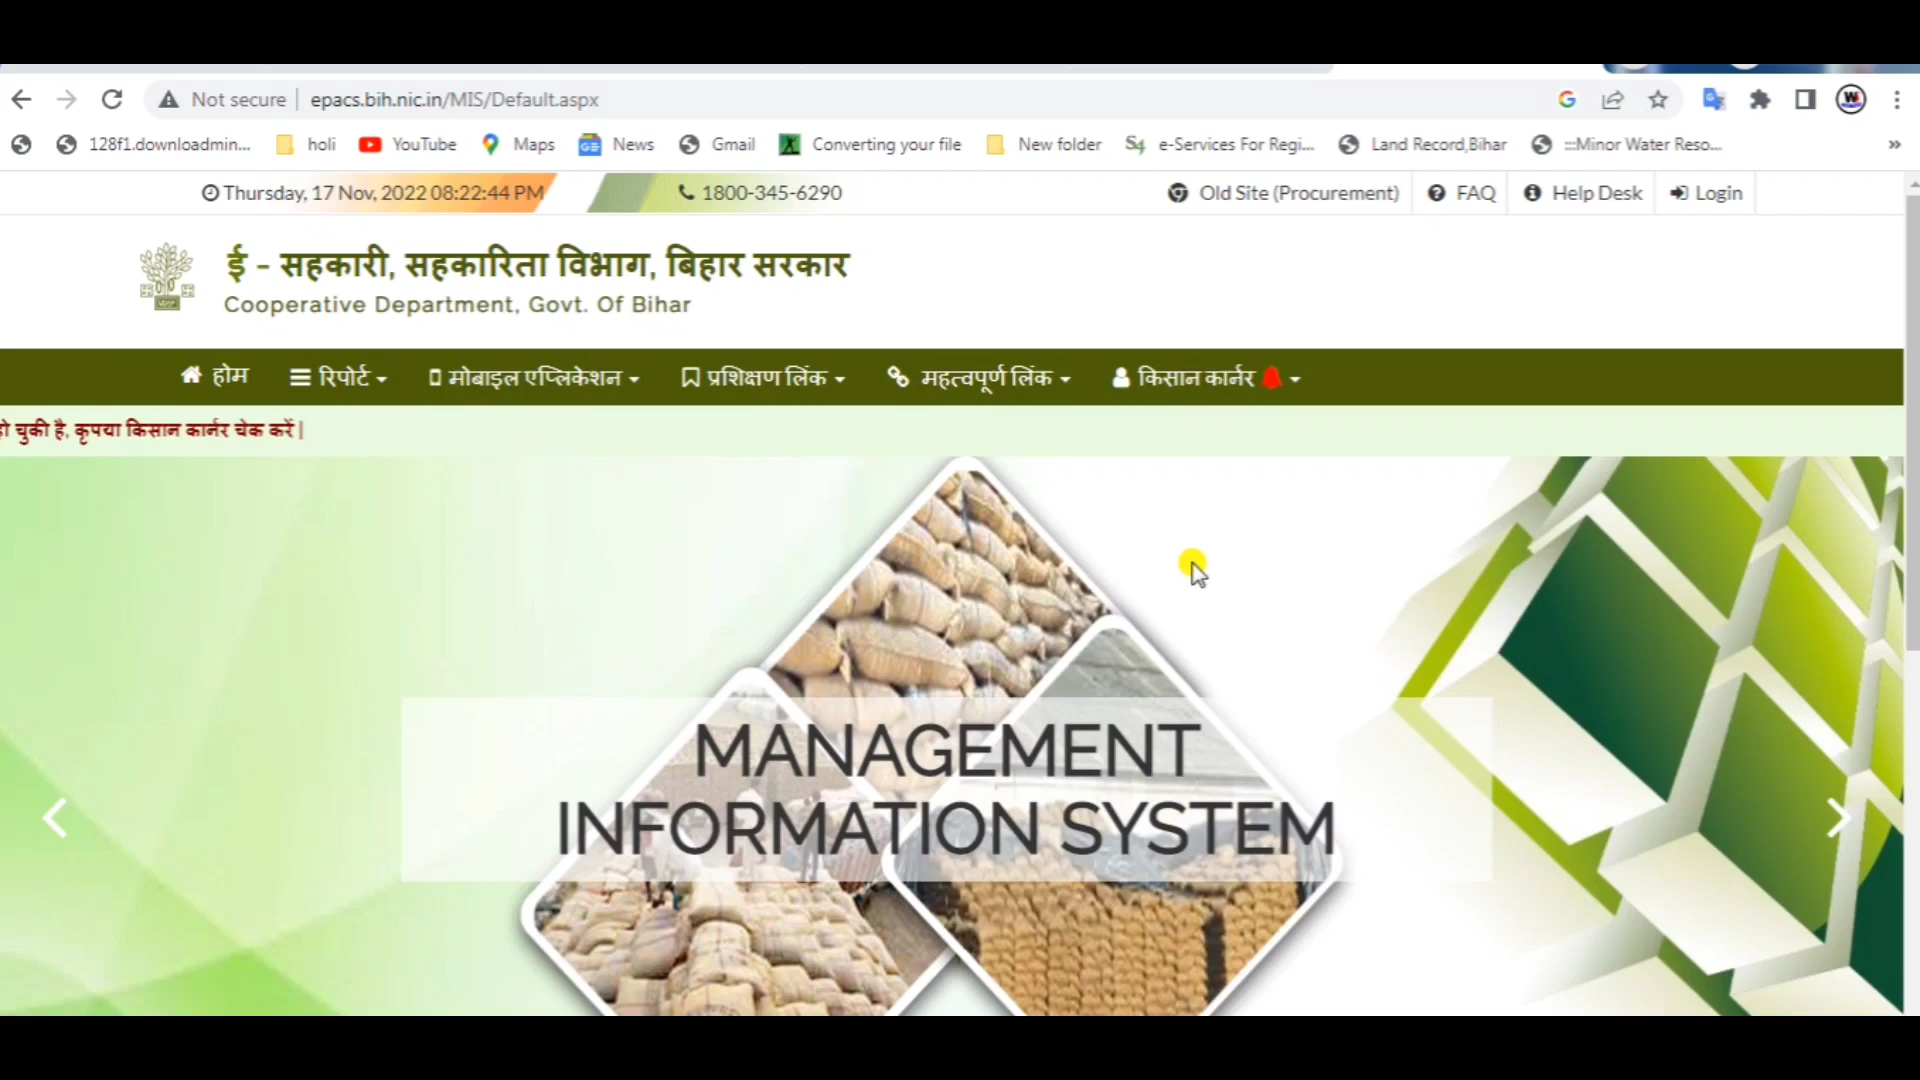 Not secure | epacs.bih.nic.in/MIS/Default.aspx
128f1.downloadmin... holi YouTube Maps News Gmail Converting your file New folder e-Services For Regi... Land Record,Bihar :::Minor Water Reso... »
Thursday, 17 Nov, 2022 08:22:44 PM 1800-345-6290 Old Site (Procurement) FAQ Help Desk Login
ई - सहकारी, सहकारिता विभाग, बिहार सरकार
Cooperative Department, Govt. Of Bihar
होम रिपोर्ट मोबाइल एप्लिकेशन प्रशिक्षण लिंक महत्वपूर्ण लिंक किसान कार्नर
चुकी है, कृपया किसान कार्नर चेक करें |
MANAGEMENT
INFORMATION SYSTEM